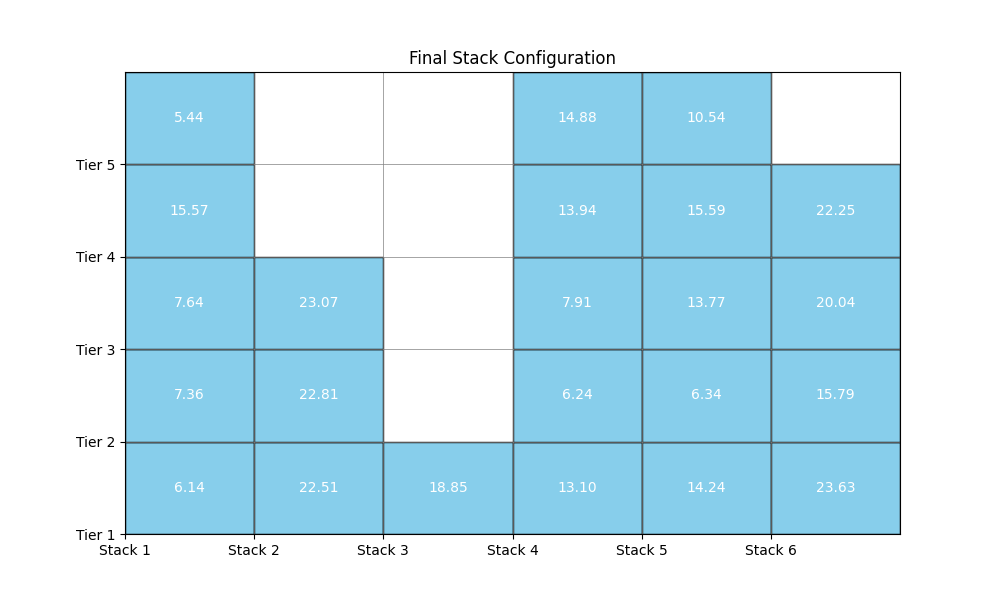 Final Stack Configuration
5.44 14.88 10.54
Tier 5
15.57 13.94 15.59 22.25
Tier 4
7.64 23.07 7.91 13.77 20.04
Tier 3
7.36 22.81 6.24 6.34 15.79
Tier 2
6.14 22.51 18.85 13.10 14.24 23.63
Tier 1
Stack 1 Stack 2 Stack 3 Stack 4 Stack 5 Stack 6